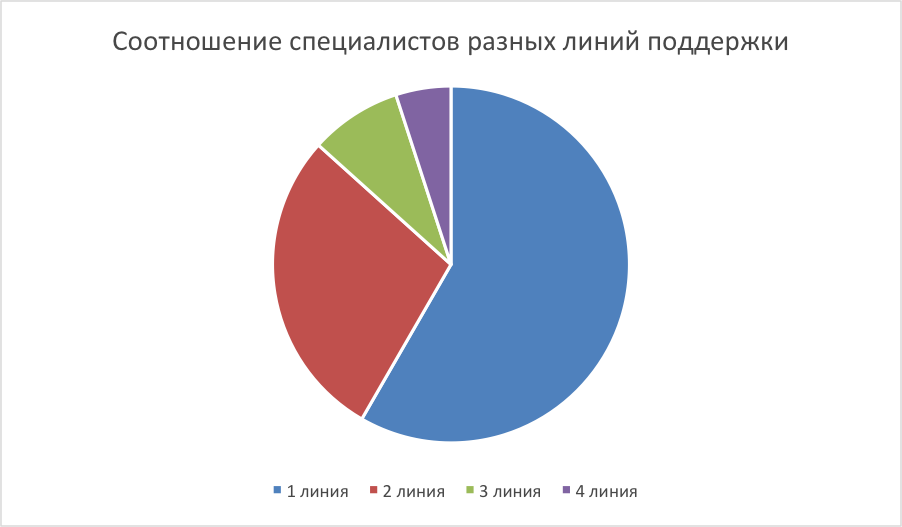 Соотношение специалистов разных линий поддержки
1 линия 2 линия 3 линия 4 линия